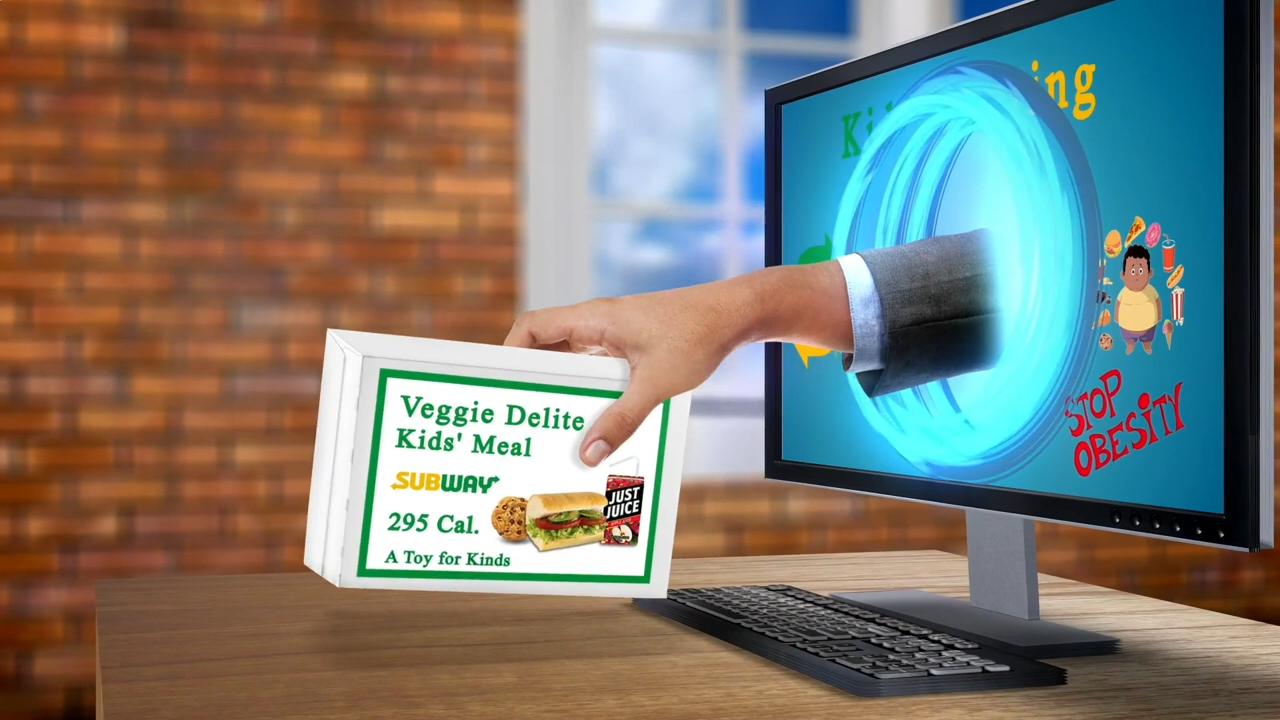 Veggie Delite
Kids' Meal
SUBWAY
295 Cal.
A Toy for Kinds
JUST
JUICE
STOP
OBESITY